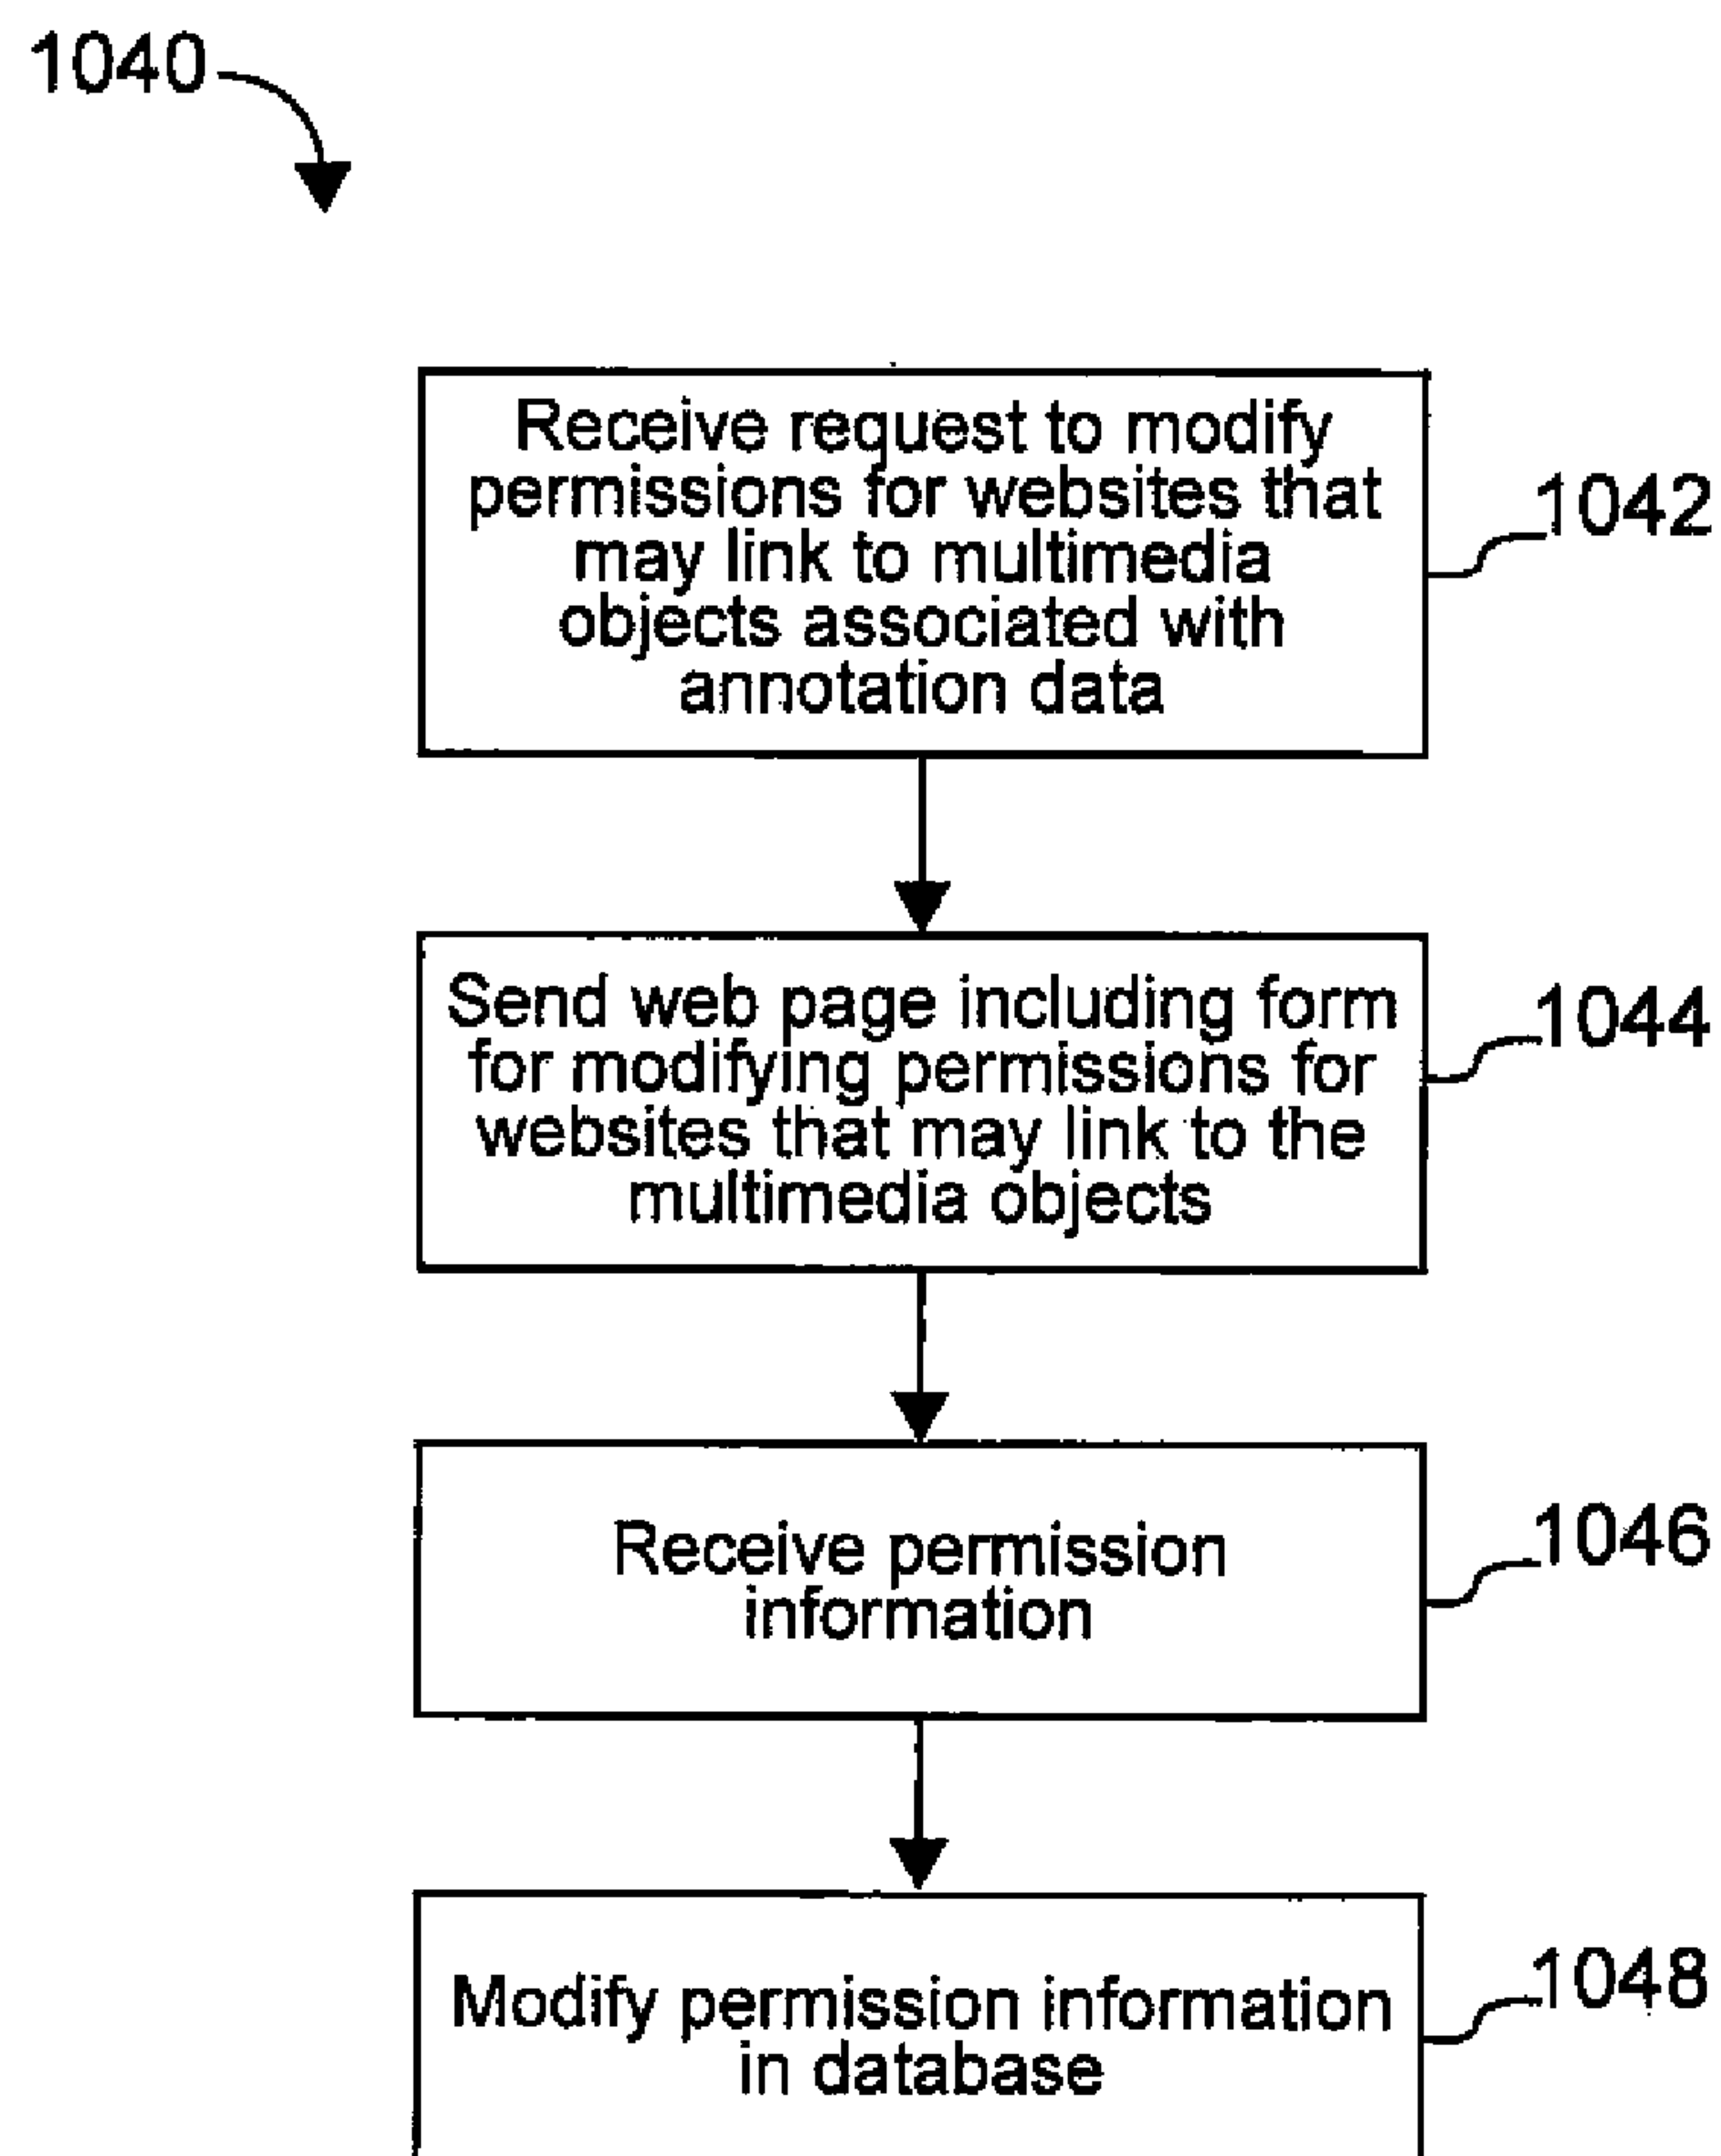 1040
Receive request to modify
permissions for websites that
may link to multimedia
objects associated with
annotation data
1042
Send web page including form
for modifying permissions for
websites that may link to the
multimedia objects
1044
Receive permission
information
1046
Modify permission information
in database
1048